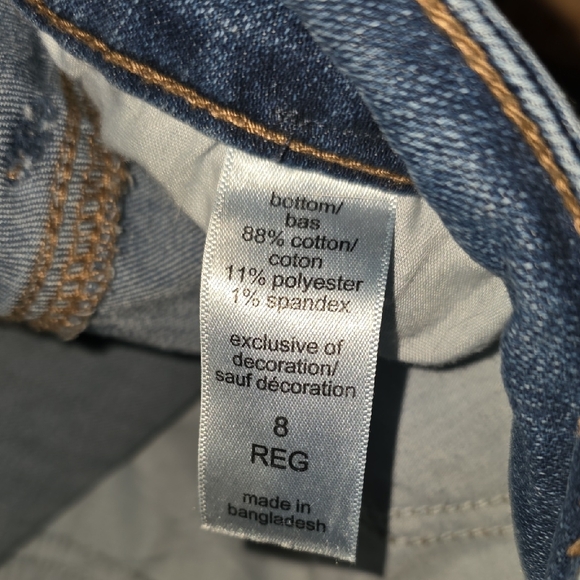 bottom/
bas
88% cotton/
coton
11% polyester
1% spandex
exclusive of
decoration/
sauf décoration
8
REG
made in
bangladesh